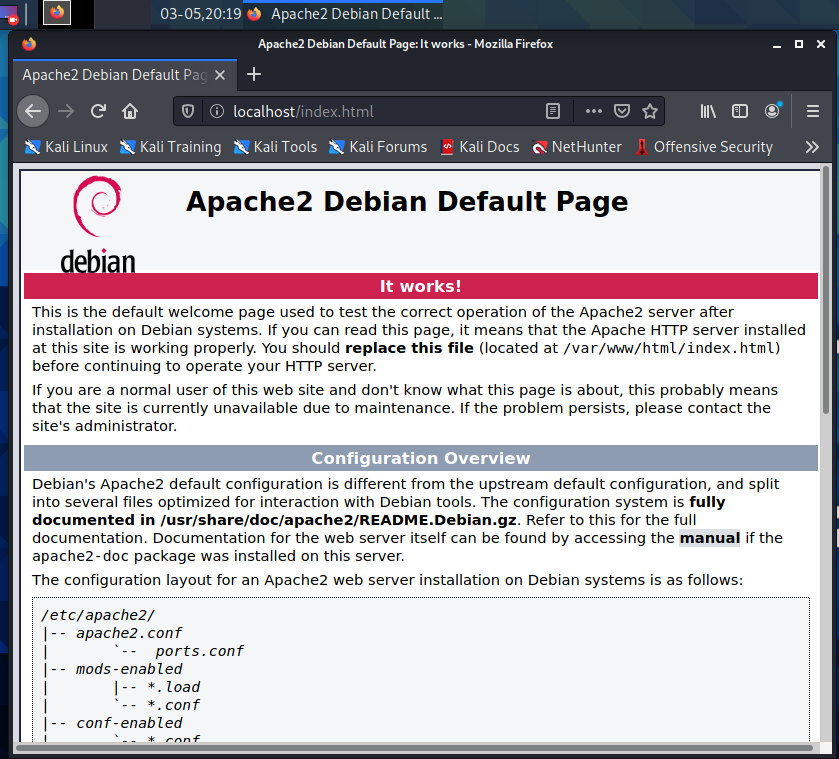 03-05,20:19 Apache2 Debian Default ...
Apache2 Debian Default Page: It works - Mozilla Firefox
Apache2 Debian Default Pag
localhost/index.html
Kali Linux Kali Training Kali Tools Kali Forums Kali Docs NetHunter Offensive Security
debian
Apache2 Debian Default Page
It works!
This is the default welcome page used to test the correct operation of the Apache2 server after
installation on Debian systems. If you can read this page, it means that the Apache HTTP server installed
at this site is working properly. You should replace this file (located at /var/www/html/index.html)
before continuing to operate your HTTP server.
If you are a normal user of this web site and don't know what this page is about, this probably means
that the site is currently unavailable due to maintenance. If the problem persists, please contact the
site's administrator.
Configuration Overview
Debian's Apache2 default configuration is different from the upstream default configuration, and split
into several files optimized for interaction with Debian tools. The configuration system is fully
documented in /usr/share/doc/apache2/README.Debian.gz. Refer to this for the full
documentation. Documentation for the web server itself can be found by accessing the manual if the
apache2-doc package was installed on this server.
The configuration layout for an Apache2 web server installation on Debian systems is as follows:
/etc/apache2/
|-- apache2.conf
|       `--  ports.conf
|-- mods-enabled
|       |-- *.load
|       `-- *.conf
|-- conf-enabled
|       `-- *.conf